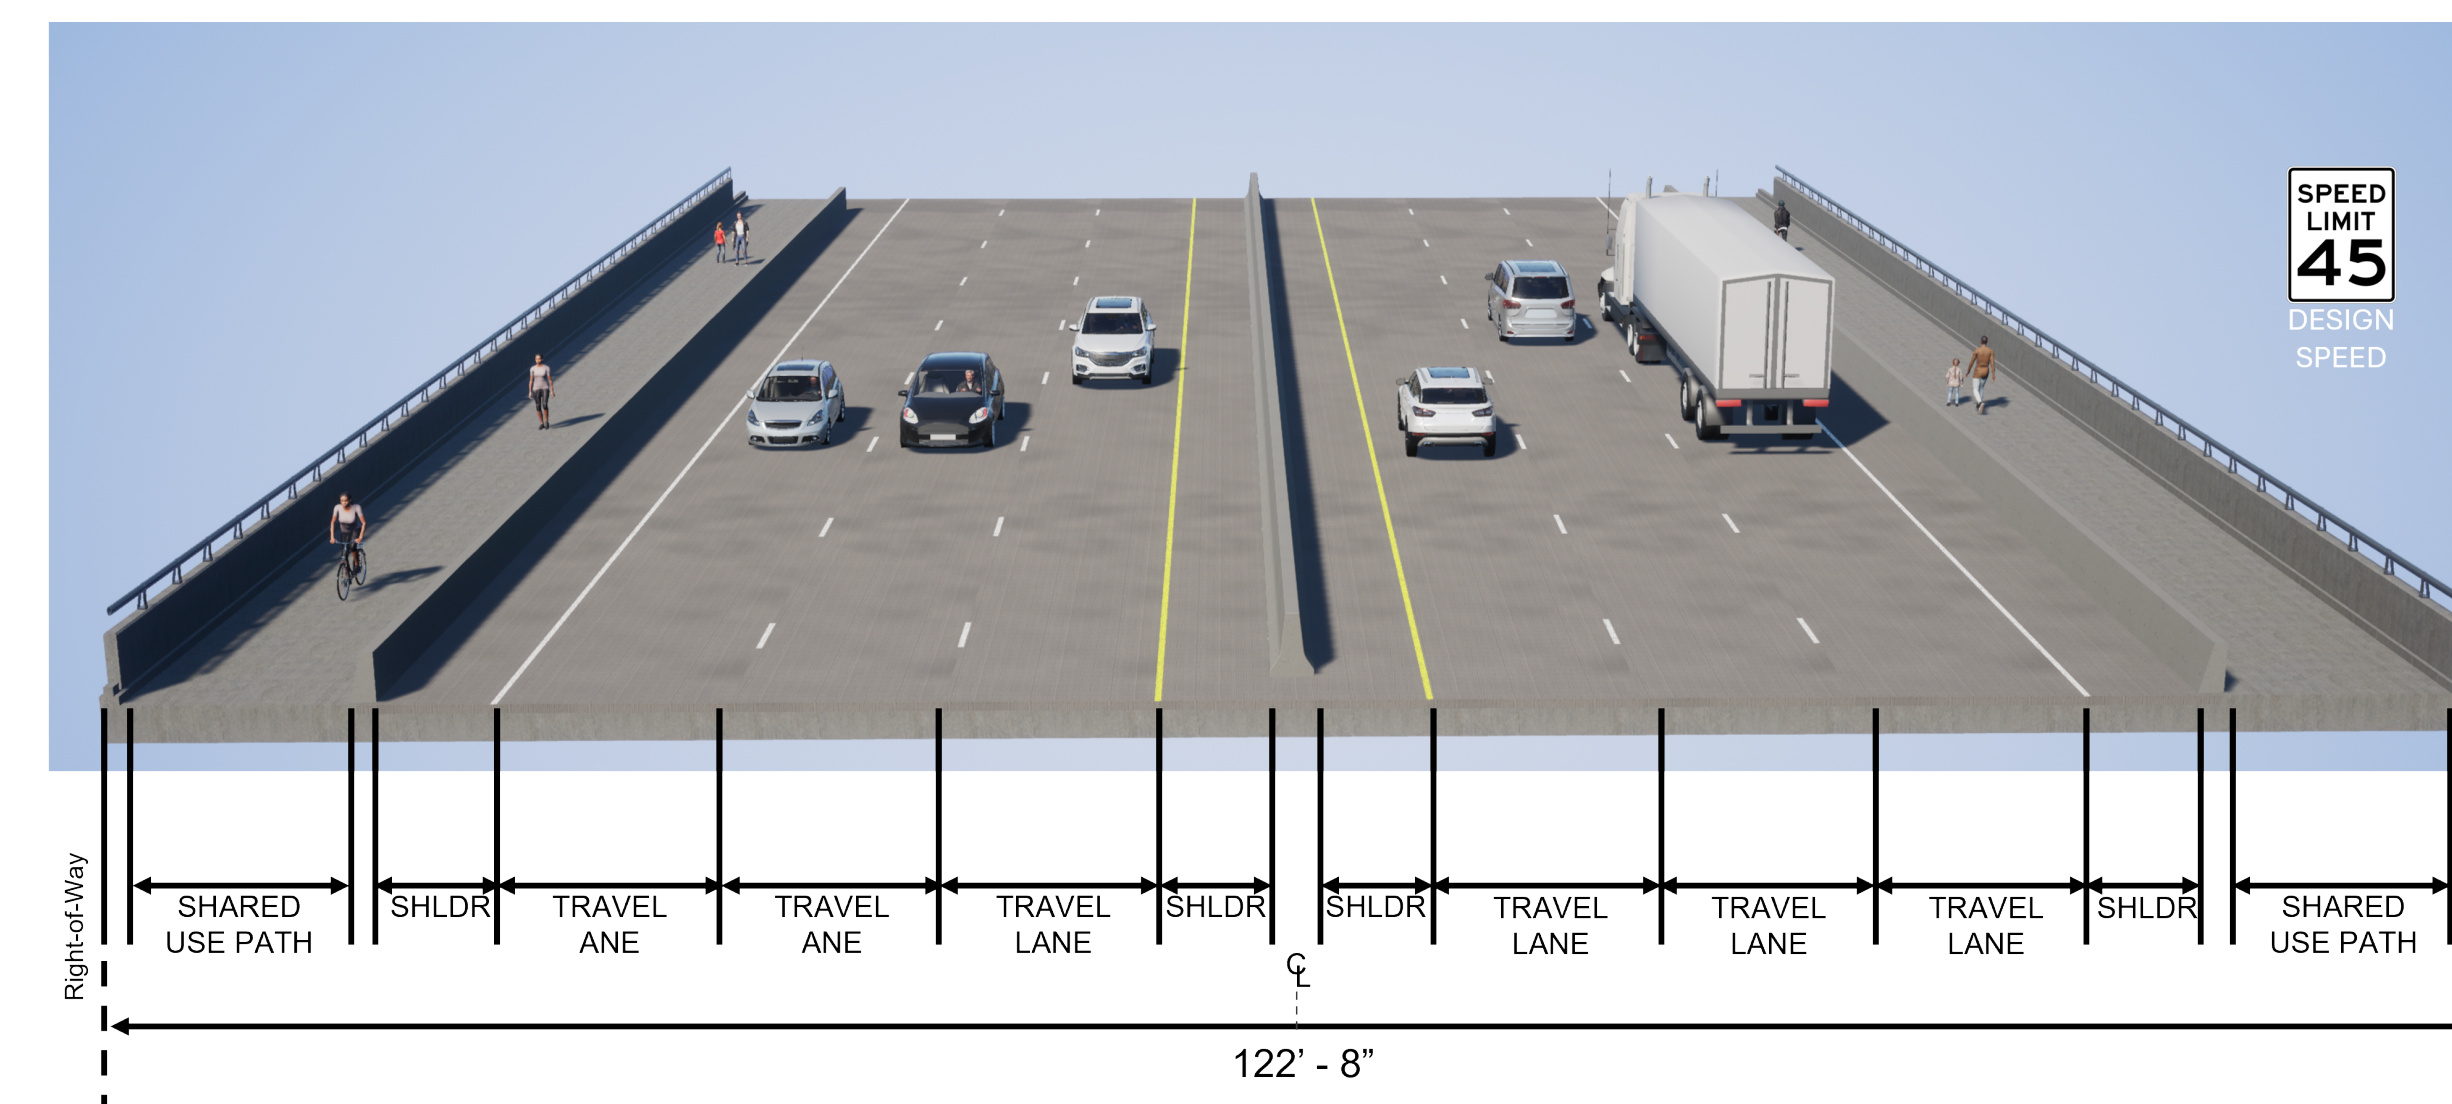 SPEED
LIMIT
45
DESIGN
SPEED
Right-of-Way
SHARED
USE PATH
SHLDR
TRAVEL
ANE
TRAVEL
ANE
TRAVEL
LANE
SHLDR
SHLDR
TRAVEL
LANE
TRAVEL
LANE
TRAVEL
LANE
SHLDR
SHARED
USE PATH
CL
122’ - 8”